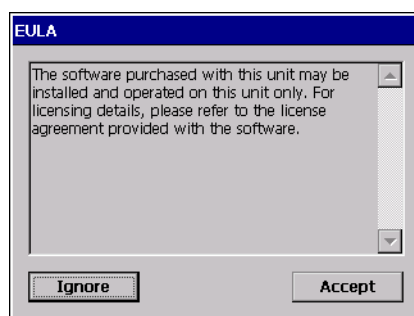 EULA
The software purchased with this unit may be
installed and operated on this unit only. For
licensing details, please refer to the license
agreement provided with the software.
Ignore
Accept